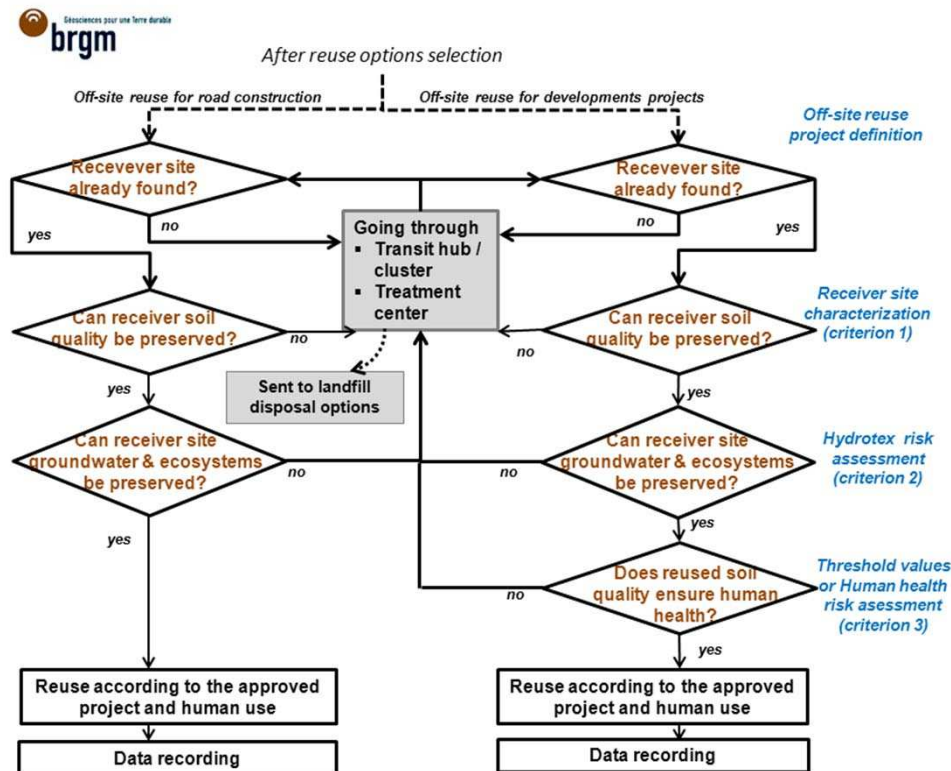 Géosciences pour une Terre durable
brgm
After reuse options selection
Off-site reuse for road construction
Off-site reuse for developments projects
Off-site reuse
project definition
Recevever site
already found?
Recevever site
already found?
yes
no
Going through
▪ Transit hub /
cluster
▪ Treatment
center
no
yes
Can receiver soil
quality be preserved?
no
Can receiver soil
quality be preserved?
no
Receiver site
characterization
(criterion 1)
Sent to landfill
disposal options
yes
yes
Can receiver site
groundwater & ecosystems
be preserved?
no
Can receiver site
groundwater & ecosystems
be preserved?
no
Hydrotex risk
assessment
(criterion 2)
yes
yes
Does reused soil
quality ensure human
health?
no
Threshold values
or Human health
risk asessment
(criterion 3)
yes
Reuse according to the approved
project and human use
Reuse according to the approved
project and human use
Data recording
Data recording